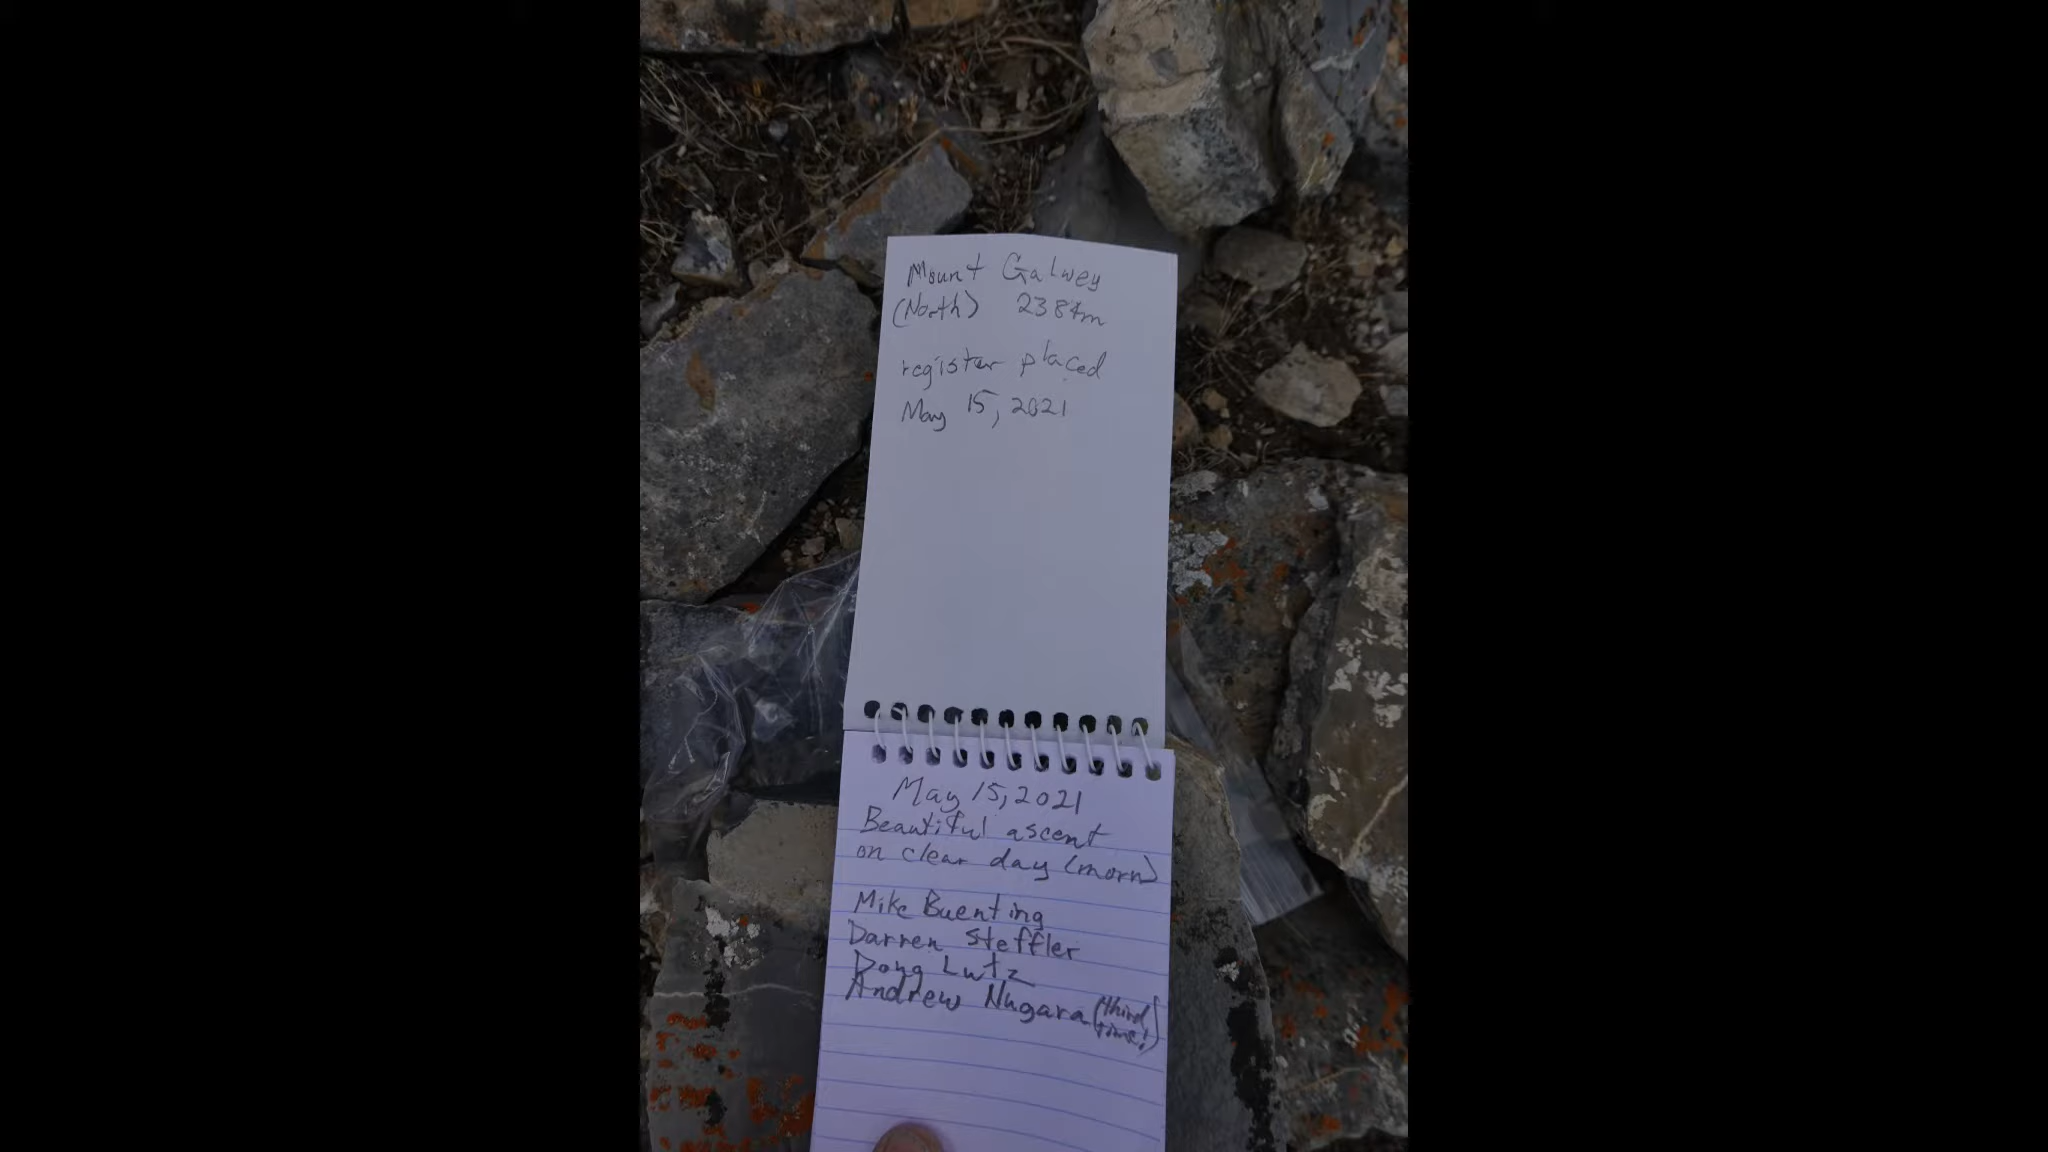 Mount Galwey
(North) 2384m
register placed
May 15, 2021
May 15, 2021
Beautiful ascent
on clear day (morn)
Mike Buenting
Darren Steffler
Doug Lutz
Andrew Nugara (third
time!)